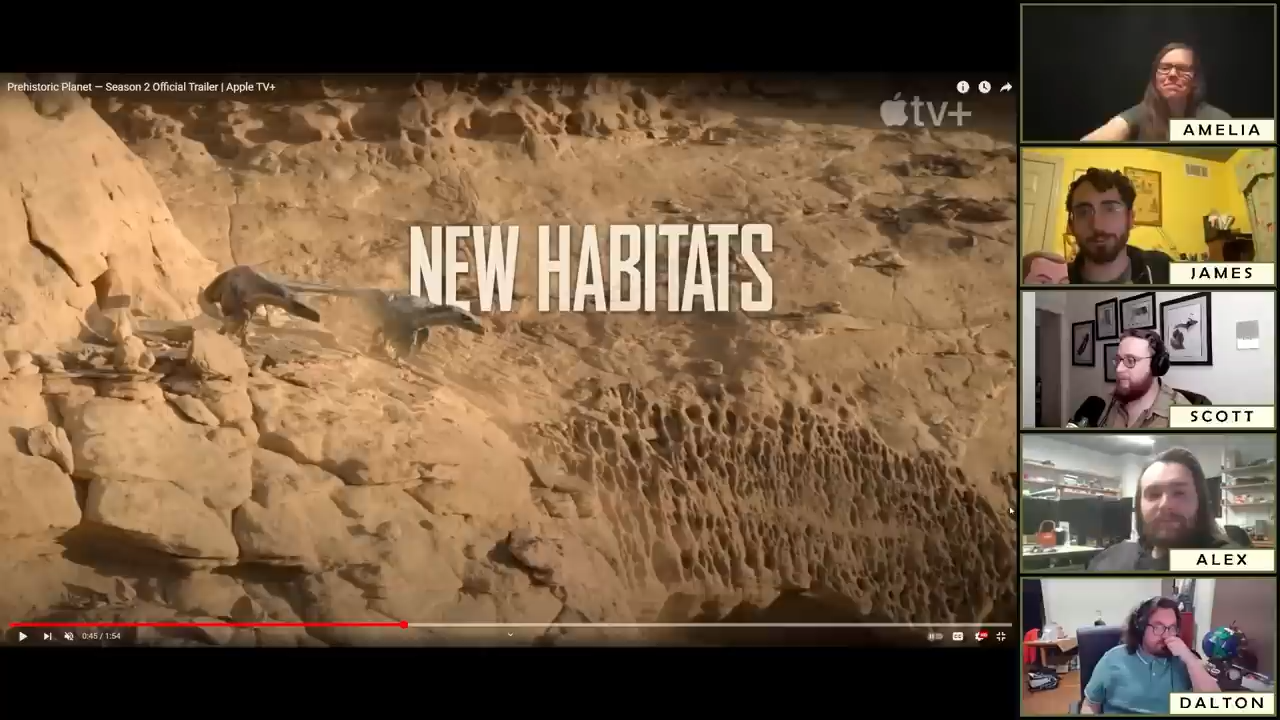 Prehistoric Planet — Season 2 Official Trailer | Apple TV+
tv+
NEW HABITATS
0:45 / 1:54
AMELIA
JAMES
SCOTT
ALEX
DALTON